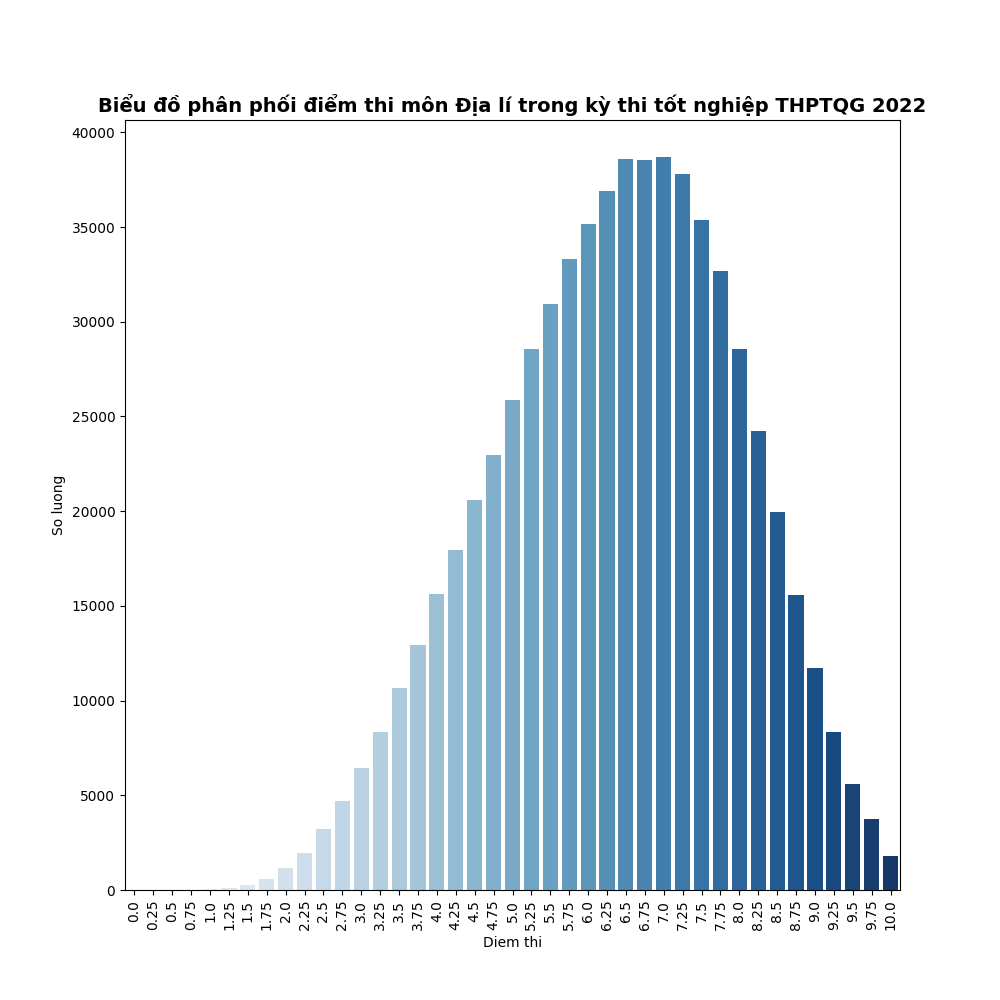 Biểu đồ phân phối điểm thi môn Địa lí trong kỳ thi tốt nghiệp THPTQG 2022
40000
35000
30000
25000
20000
15000
10000
5000
0
So luong
0.0 0.25 0.5 0.75 1.0 1.25 1.5 1.75 2.0 2.25 2.5 2.75 3.0 3.25 3.5 3.75 4.0 4.25 4.5 4.75 5.0 5.25 5.5 5.75 6.0 6.25 6.5 6.75 7.0 7.25 7.5 7.75 8.0 8.25 8.5 8.75 9.0 9.25 9.5 9.75 10.0
Diem thi